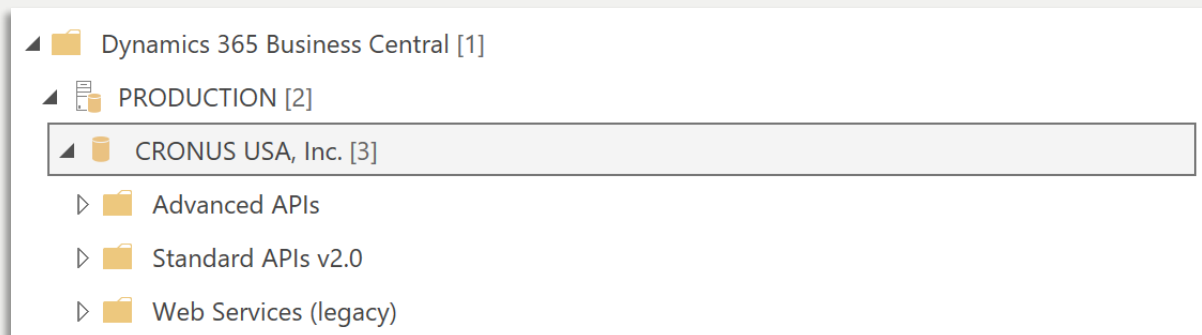 Dynamics 365 Business Central [1]
PRODUCTION [2]
CRONUS USA, Inc. [3]
Advanced APIs
Standard APIs v2.0
Web Services (legacy)